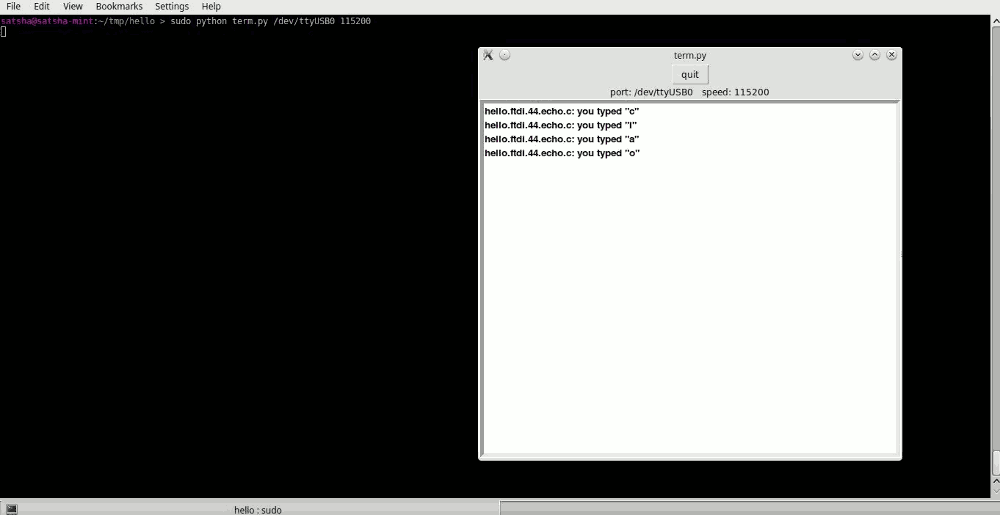 File Edit View Bookmarks Settings Help
satsha@satsha-mint:~/tmp/hello > sudo python term.py /dev/ttyUSB0 115200
term.py
quit
port: /dev/ttyUSB0 speed: 115200
hello.ftdi.44.echo.c: you typed "c"
hello.ftdi.44.echo.c: you typed "l"
hello.ftdi.44.echo.c: you typed "a"
hello.ftdi.44.echo.c: you typed "o"
hello : sudo